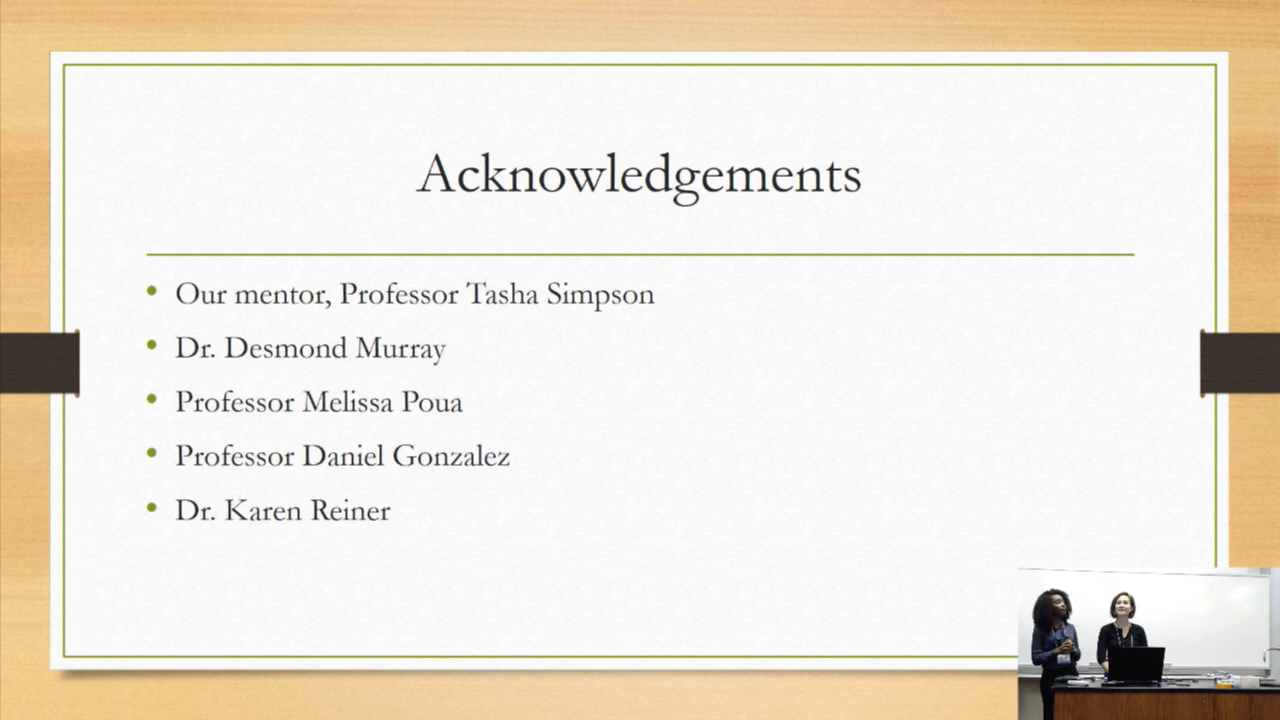 Acknowledgements
• Our mentor, Professor Tasha Simpson
• Dr. Desmond Murray
• Professor Melissa Poua
• Professor Daniel Gonzalez
• Dr. Karen Reiner